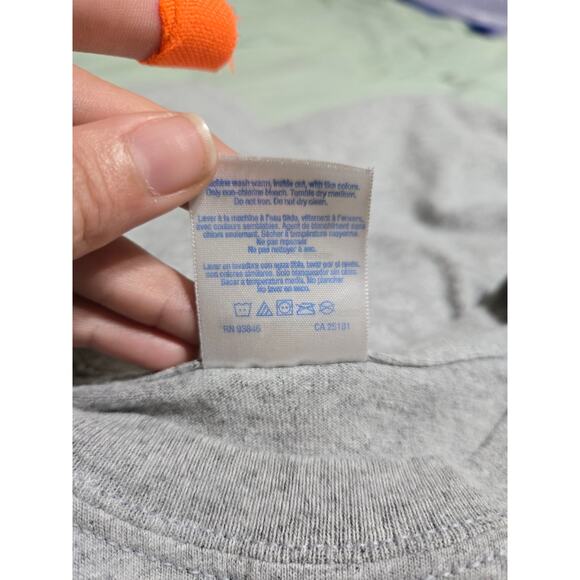 machine wash warm, inside out, with like colors.
Only non-chlorine bleach. Tumble dry medium.
Do not iron. Do not dry clean.
Laver à la machine à l'eau tiède, vêtement à l'envers,
avec couleurs semblables. Agent de blanchiment sans
chlore seulement. Sécher à température moyenne.
Ne pas repasser
Ne pas nettoyer à sec.
Lavar en lavadora con agua tibia, lavar por el revés,
con colores similares. Solo blanqueador sin cloro.
Secar a temperatura media. No planchar
No lavar en seco.
RN 93846 CA 25181